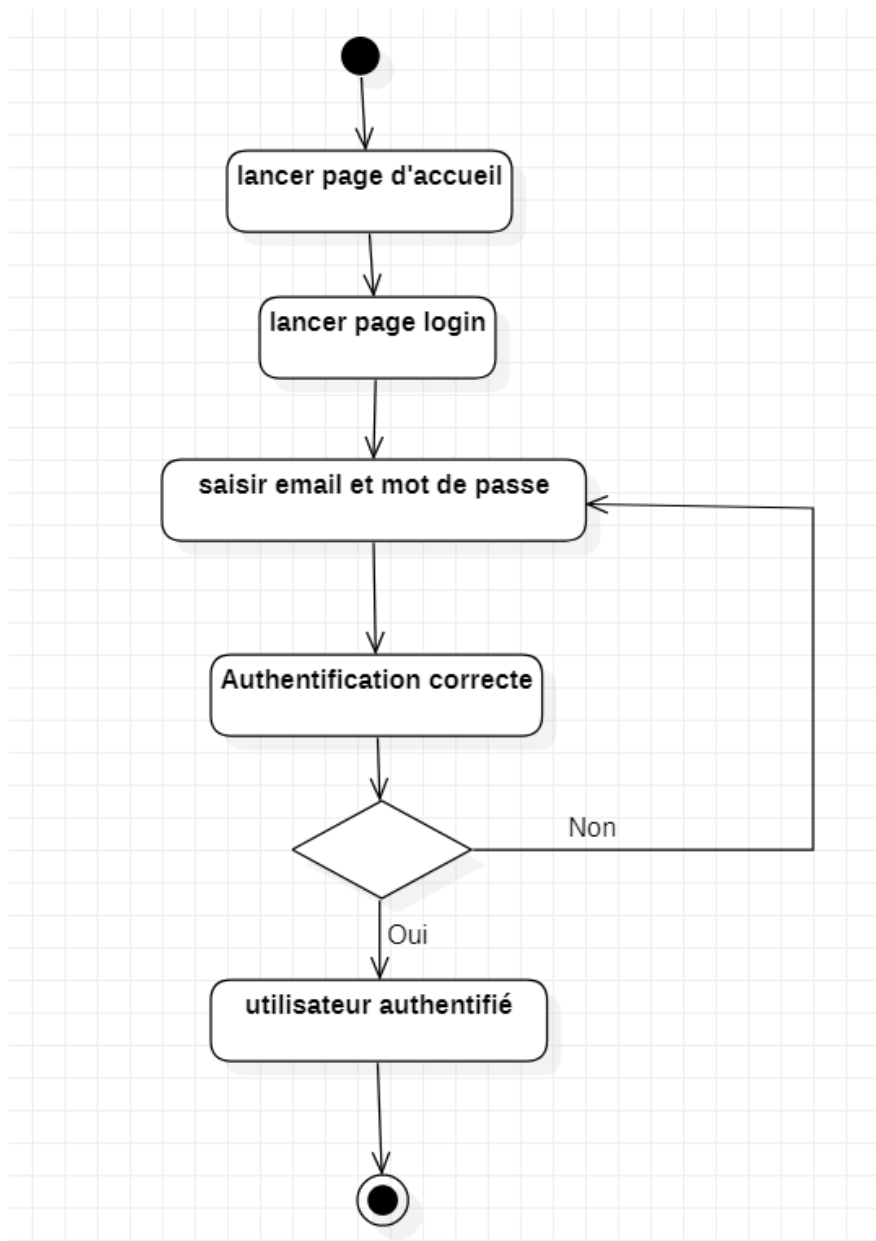 lancer page d'accueil
lancer page login
saisir email et mot de passe
Authentification correcte
Non
Oui
utilisateur authentifié